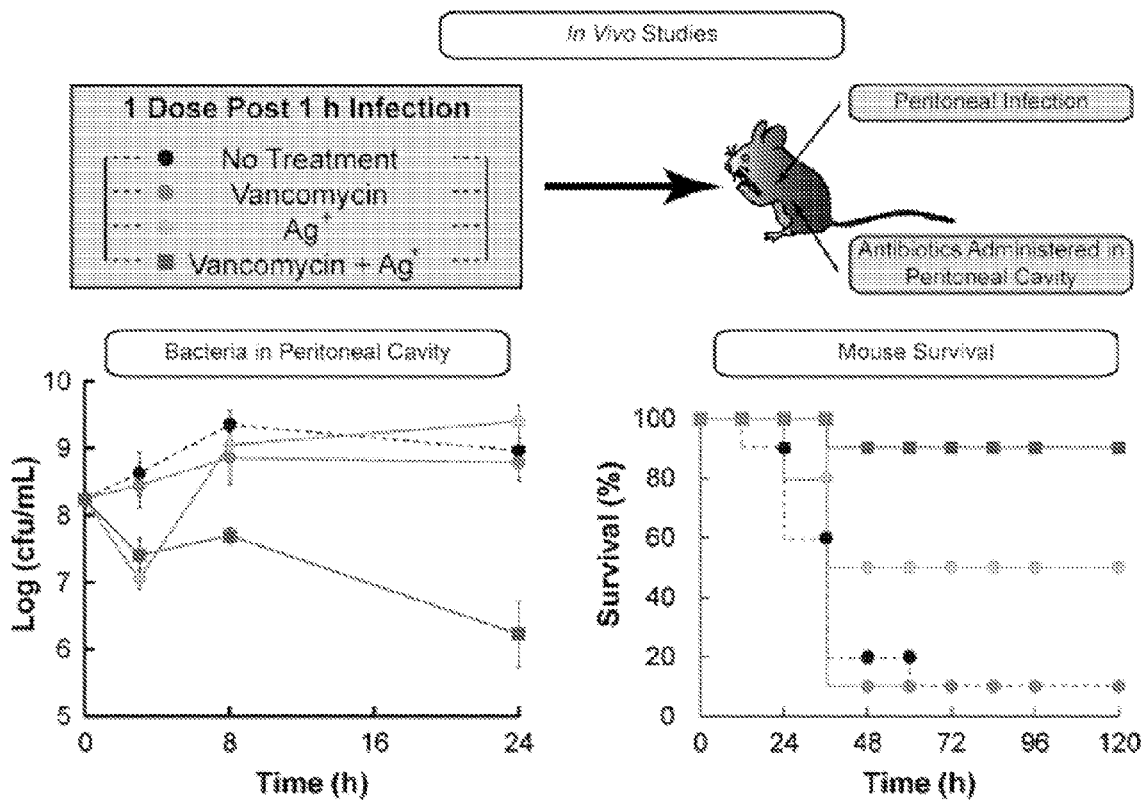 In Vivo Studies
1 Dose Post 1 h Infection
No Treatment
Vancomycin
Ag+
Vancomycin + Ag+
Peritoneal Infection
Antibiotics Administered in
Peritoneal Cavity
Bacteria in Peritoneal Cavity
10
9
8
7
6
5
Log (cfu/mL)
0 8 16 24
Time (h)
Mouse Survival
100
80
60
40
20
0
Survival (%)
0 24 48 72 96 120
Time (h)